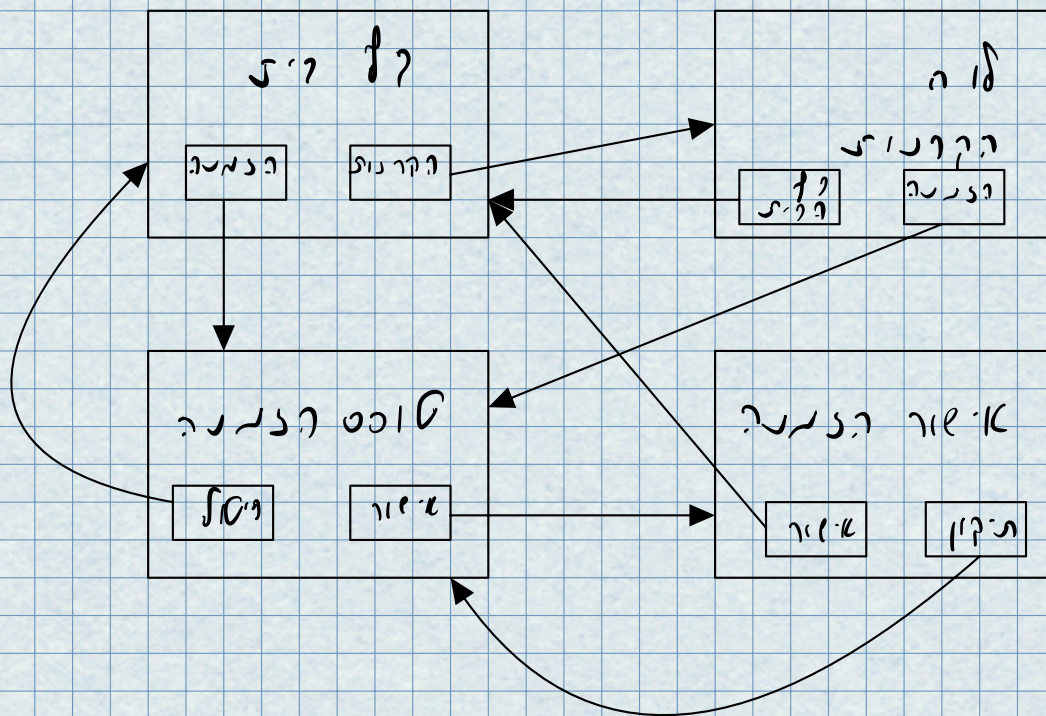 דף בית
הזמנה
הקרנות
לוח
הקרנות
דף
הבית
הזמנה
טופס הזמנה
ביטול
אישור
אישור הזמנה
אישור
תיקון